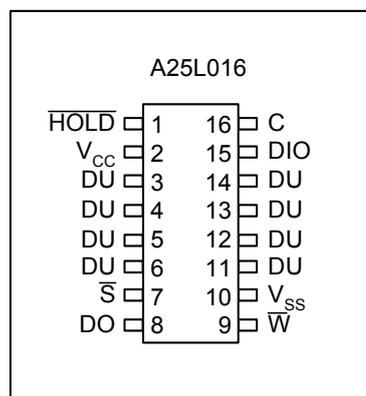 A25L016
H̅O̅L̅D̅ 1 16 C
VCC 2 15 DIO
DU 3 14 DU
DU 4 13 DU
DU 5 12 DU
DU 6 11 DU
S̅ 7 10 VSS
DO 8 9 W̅